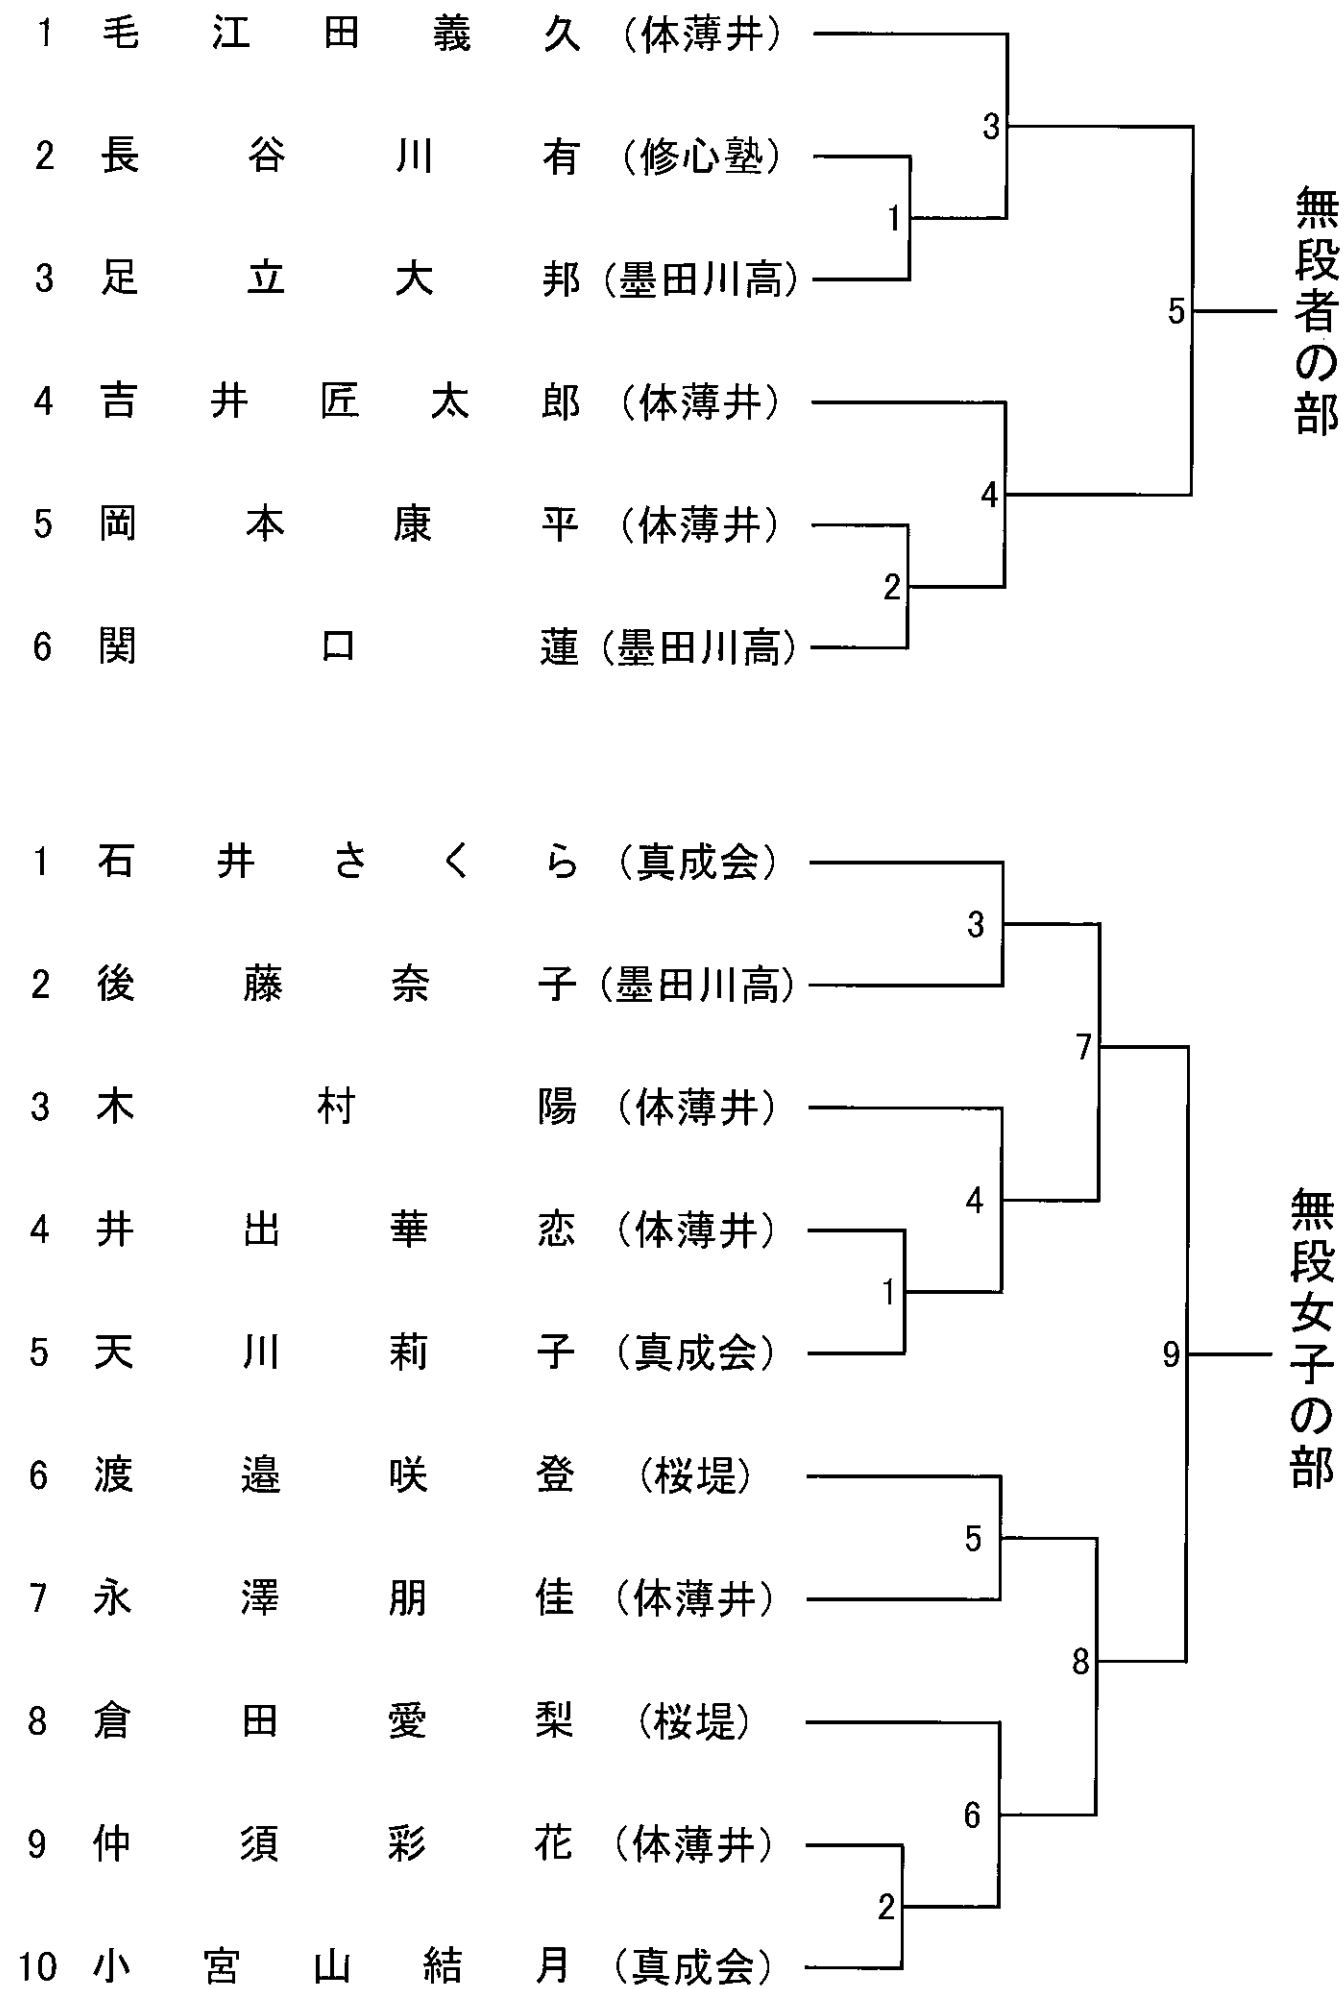 1 毛江田義久 (体薄井)
3
2 長谷川有 (修心塾)
1
3 足立大邦 (墨田川高)
5
無段者の部
4 吉井匠太郎 (体薄井)
4
5 岡本康平 (体薄井)
2
6 関口蓮 (墨田川高)
1 石井さくら (真成会)
3
2 後藤奈子 (墨田川高)
7
3 木村陽 (体薄井)
4
4 井出華恋 (体薄井)
1
5 天川莉子 (真成会)
9
無段女子の部
6 渡邉咲登 (桜堤)
5
7 永澤朋佳 (体薄井)
8
8 倉田愛梨 (桜堤)
6
9 仲須彩花 (体薄井)
2
10 小宮山結月 (真成会)